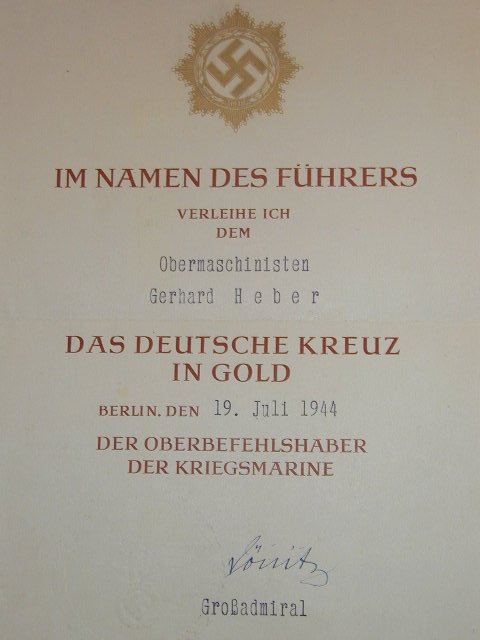 IM NAMEN DES FÜHRERS
VERLEIHE ICH
DEM
Obermaschinisten
Gerhard H e b e r
DAS DEUTSCHE KREUZ
IN GOLD
BERLIN, DEN 19. Juli 1944
DER OBERBEFEHLSHABER
DER KRIEGSMARINE
Dönitz
Großadmiral